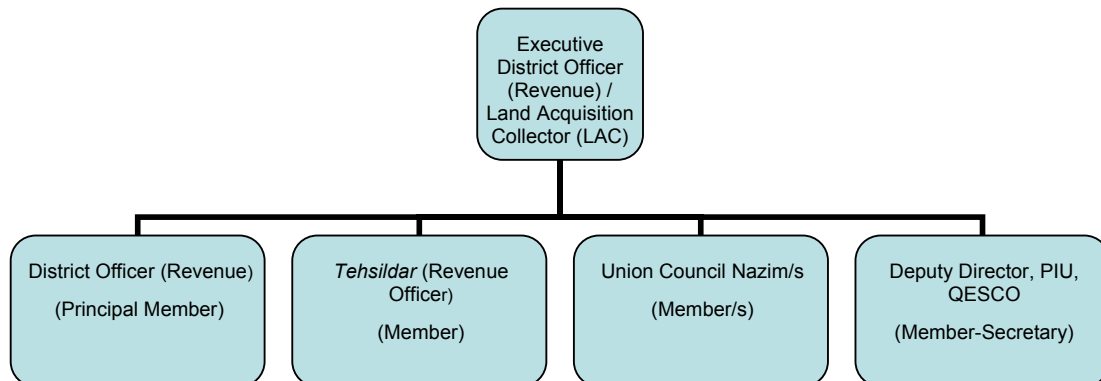 Executive
District Officer
(Revenue) /
Land Acquisition
Collector (LAC)
District Officer (Revenue)
(Principal Member)
Tehsildar (Revenue
Officer)
(Member)
Union Council Nazim/s
(Member/s)
Deputy Director, PIU,
QESCO
(Member-Secretary)